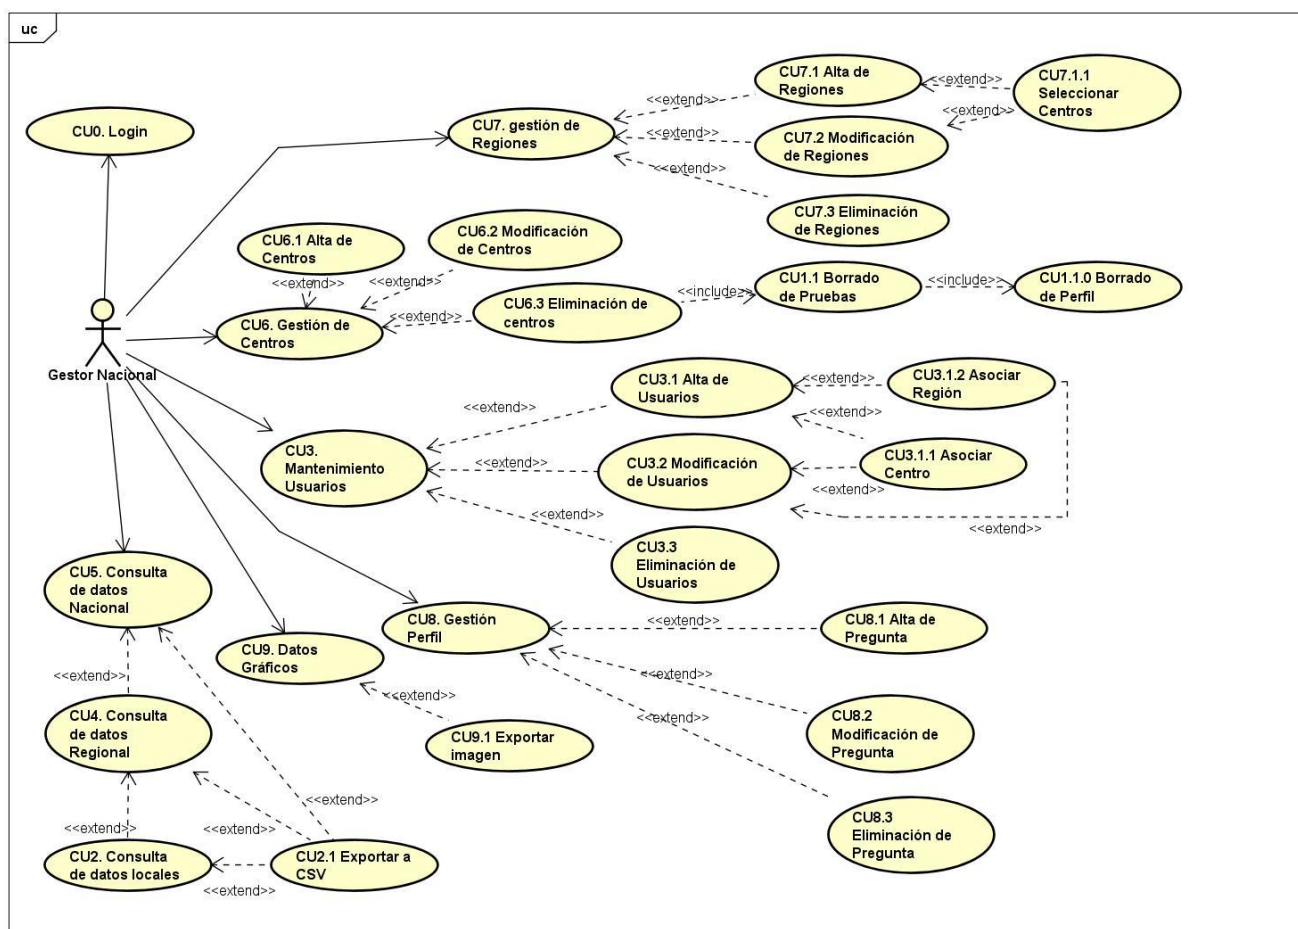 uc
CU0. Login
CU7. gestión de
Regiones
<<extend>>
<<extend>>
<<extend>>
CU7.1 Alta de
Regiones
CU7.2 Modificación
de Regiones
CU7.3 Eliminación
de Regiones
<<extend>>
<<extend>>
CU7.1.1
Seleccionar
Centros
CU6.1 Alta de
Centros
CU6.2 Modificación
de Centros
<<extend>>
<<extend>>
<<extend>>
CU6. Gestión de
Centros
CU6.3 Eliminación de
centros
<<include>>
CU1.1 Borrado
de Pruebas
<<include>>
CU1.1.0 Borrado
de Perfil
Gestor Nacional
CU3.
Mantenimiento
Usuarios
<<extend>>
<<extend>>
<<extend>>
CU3.1 Alta de
Usuarios
CU3.2 Modificación
de Usuarios
CU3.3
Eliminación de
Usuarios
<<extend>>
<<extend>>
<<extend>>
<<extend>>
CU3.1.2 Asociar
Región
CU3.1.1 Asociar
Centro
CU5. Consulta
de datos
Nacional
CU9. Datos
Gráficos
CU8. Gestión
Perfil
<<extend>>
<<extend>>
<<extend>>
CU8.1 Alta de
Pregunta
CU8.2
Modificación de
Pregunta
CU8.3
Eliminación de
Pregunta
<<extend>>
<<extend>>
CU4. Consulta
de datos
Regional
CU9.1 Exportar
imagen
<<extend>>
<<extend>>
<<extend>>
CU2. Consulta
de datos locales
<<extend>>
CU2.1 Exportar a
CSV